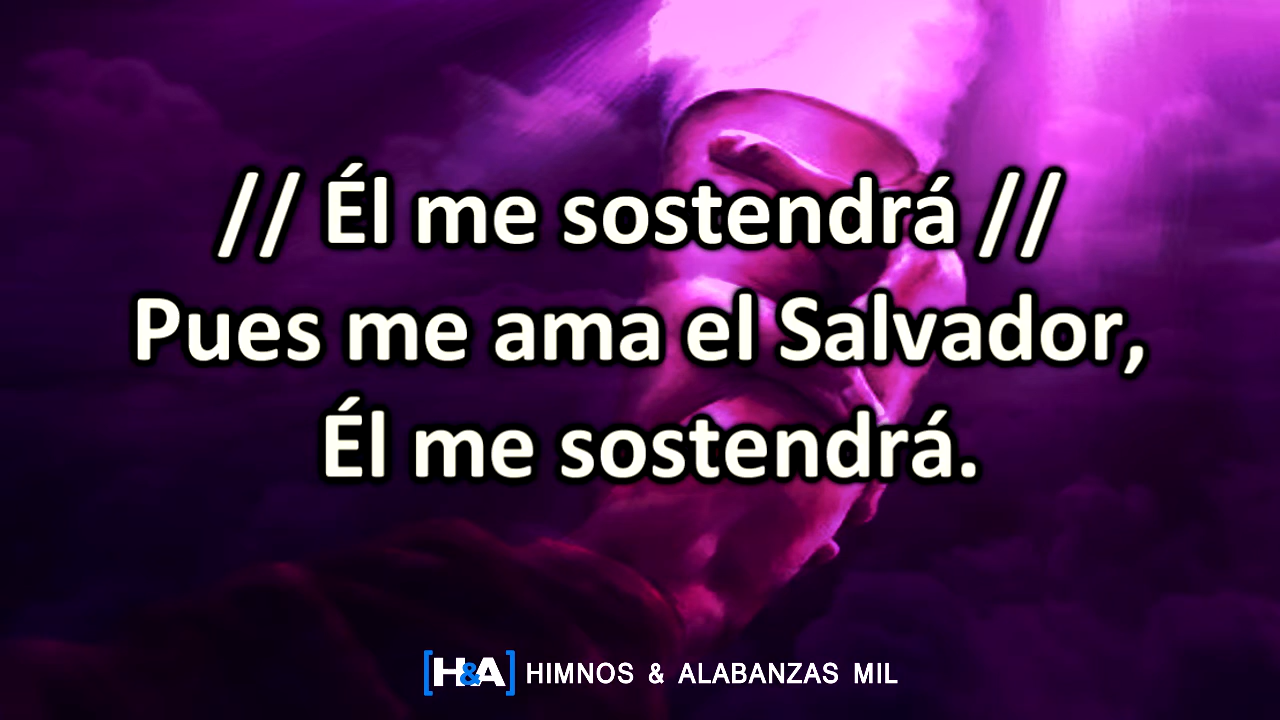 // Él me sostendrá //
Pues me ama el Salvador,
Él me sostendrá.
[H&A] HIMNOS & ALABANZAS MIL